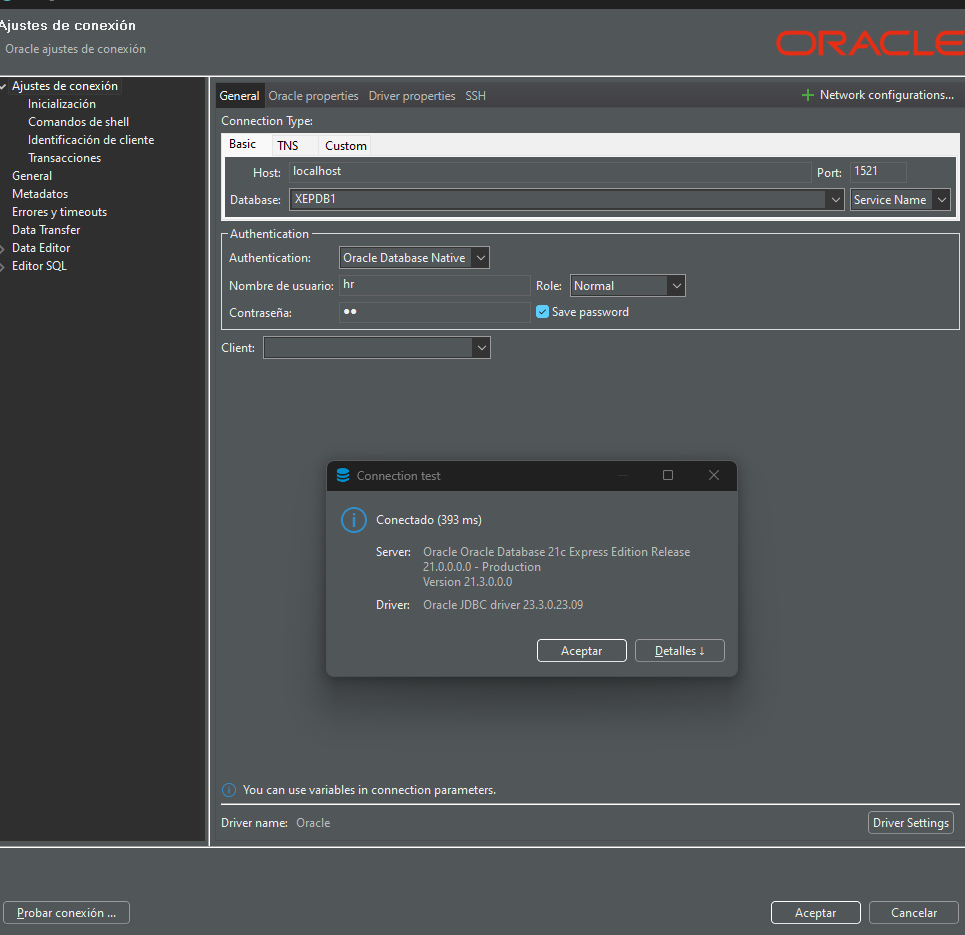 Ajustes de conexión
Oracle ajustes de conexión
ORACLE
Ajustes de conexión
Inicialización
Comandos de shell
Identificación de cliente
Transacciones
General
Metadatos
Errores y timeouts
Data Transfer
Data Editor
Editor SQL
General Oracle properties Driver properties SSH Network configurations...
Connection Type:
Basic TNS Custom
Host: localhost Port: 1521
Database: XEPDB1 Service Name
Authentication
Authentication: Oracle Database Native
Nombre de usuario: hr Role: Normal
Contraseña: •• Save password
Client:
Connection test
Conectado (393 ms)
Server: Oracle Oracle Database 21c Express Edition Release
21.0.0.0.0 - Production
Version 21.3.0.0.0
Driver: Oracle JDBC driver 23.3.0.23.09
Aceptar Detalles ↓
You can use variables in connection parameters.
Driver name: Oracle Driver Settings
Probar conexión ... Aceptar Cancelar